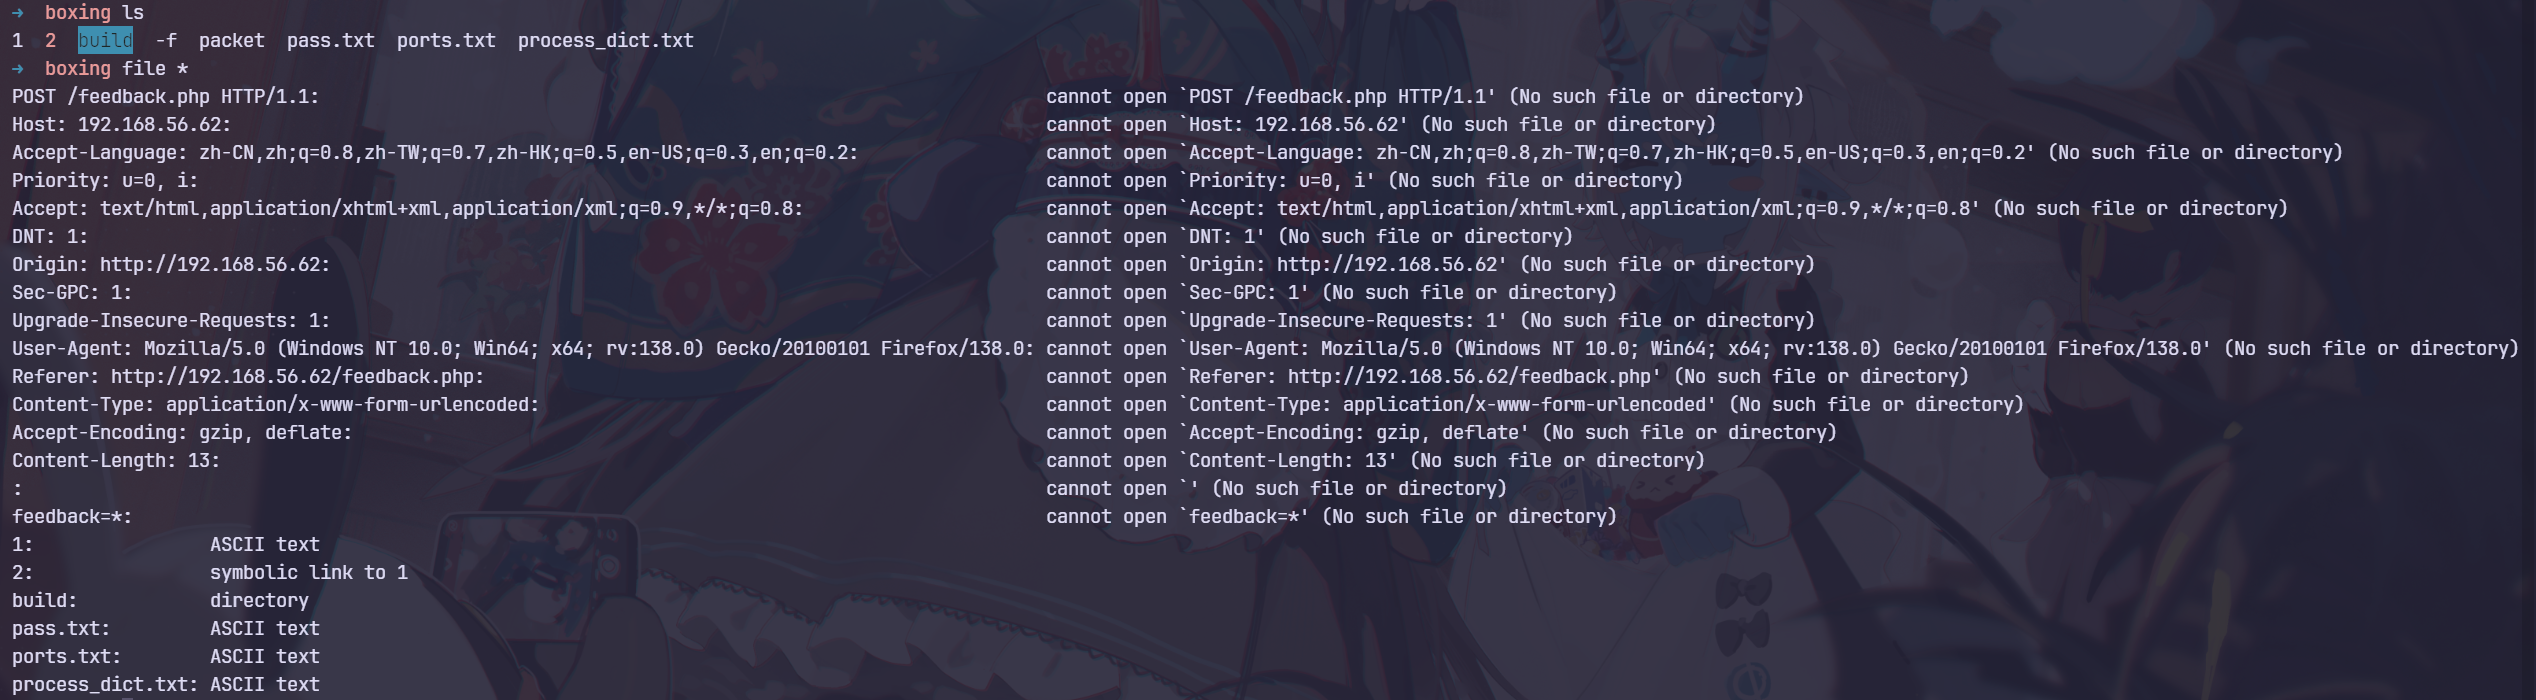 → boxing ls
1 2 build -f packet pass.txt ports.txt process_dict.txt
→ boxing file *
POST /feedback.php HTTP/1.1: cannot open `POST /feedback.php HTTP/1.1' (No such file or directory)
Host: 192.168.56.62: cannot open `Host: 192.168.56.62' (No such file or directory)
Accept-Language: zh-CN,zh;q=0.8,zh-TW;q=0.7,zh-HK;q=0.5,en-US;q=0.3,en;q=0.2: cannot open `Accept-Language: zh-CN,zh;q=0.8,zh-TW;q=0.7,zh-HK;q=0.5,en-US;q=0.3,en;q=0.2' (No such file or directory)
Priority: u=0, i: cannot open `Priority: u=0, i' (No such file or directory)
Accept: text/html,application/xhtml+xml,application/xml;q=0.9,*/*;q=0.8: cannot open `Accept: text/html,application/xhtml+xml,application/xml;q=0.9,*/*;q=0.8' (No such file or directory)
DNT: 1: cannot open `DNT: 1' (No such file or directory)
Origin: http://192.168.56.62: cannot open `Origin: http://192.168.56.62' (No such file or directory)
Sec-GPC: 1: cannot open `Sec-GPC: 1' (No such file or directory)
Upgrade-Insecure-Requests: 1: cannot open `Upgrade-Insecure-Requests: 1' (No such file or directory)
User-Agent: Mozilla/5.0 (Windows NT 10.0; Win64; x64; rv:138.0) Gecko/20100101 Firefox/138.0: cannot open `User-Agent: Mozilla/5.0 (Windows NT 10.0; Win64; x64; rv:138.0) Gecko/20100101 Firefox/138.0' (No such file or directory)
Referer: http://192.168.56.62/feedback.php: cannot open `Referer: http://192.168.56.62/feedback.php' (No such file or directory)
Content-Type: application/x-www-form-urlencoded: cannot open `Content-Type: application/x-www-form-urlencoded' (No such file or directory)
Accept-Encoding: gzip, deflate: cannot open `Accept-Encoding: gzip, deflate' (No such file or directory)
Content-Length: 13: cannot open `Content-Length: 13' (No such file or directory)
: cannot open `' (No such file or directory)
feedback=*: cannot open `feedback=*' (No such file or directory)
1: ASCII text
2: symbolic link to 1
build: directory
pass.txt: ASCII text
ports.txt: ASCII text
process_dict.txt: ASCII text